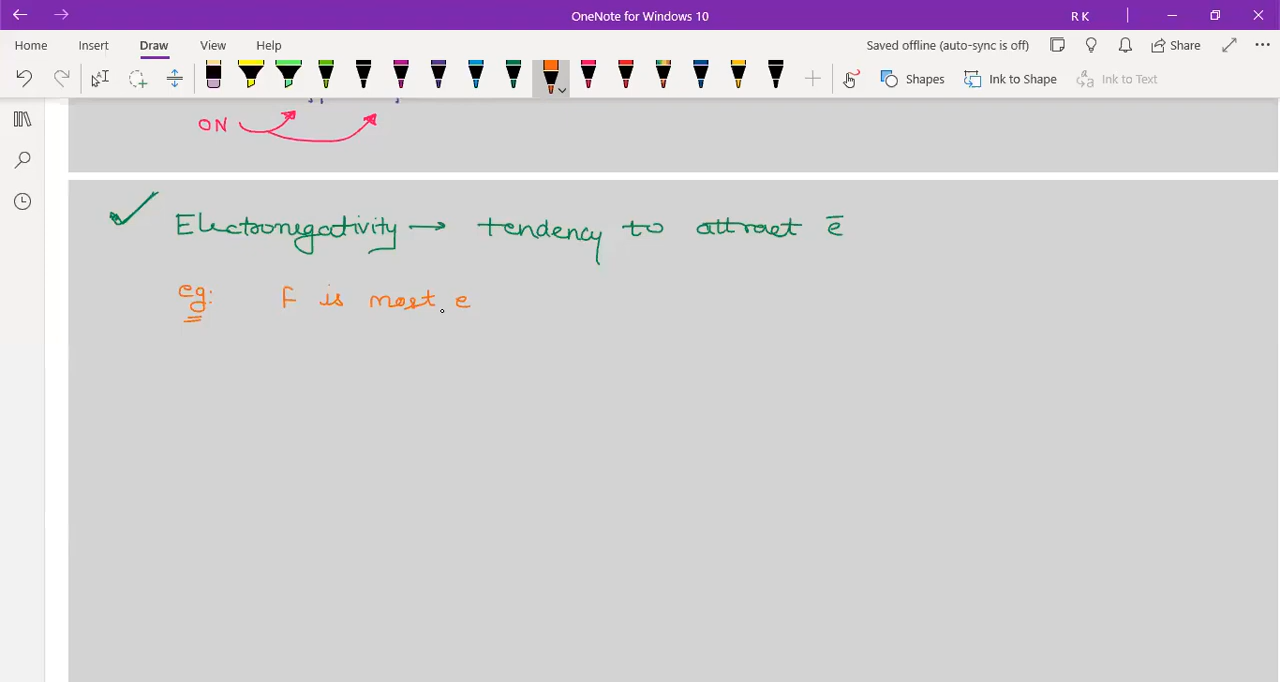 OneNote for Windows 10
R K
Home Insert Draw View Help
Saved offline (auto-sync is off)
Share
Shapes
Ink to Shape
Ink to Text
ON
Electronegativity → tendency to attract e̅
eg: F is most e